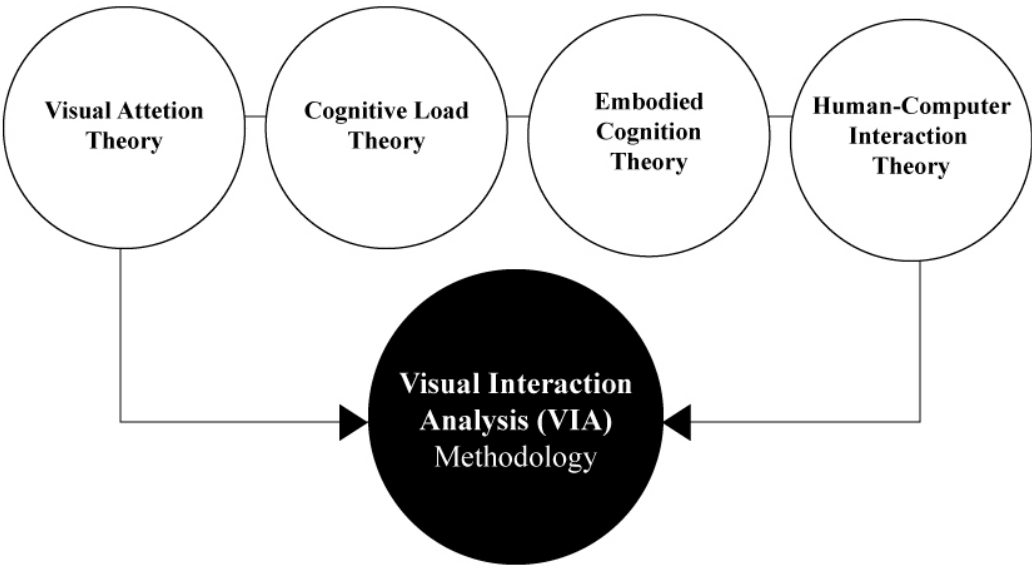 Visual Attetion
Theory
Cognitive Load
Theory
Embodied
Cognition
Theory
Human-Computer
Interaction
Theory
Visual Interaction
Analysis (VIA)
Methodology